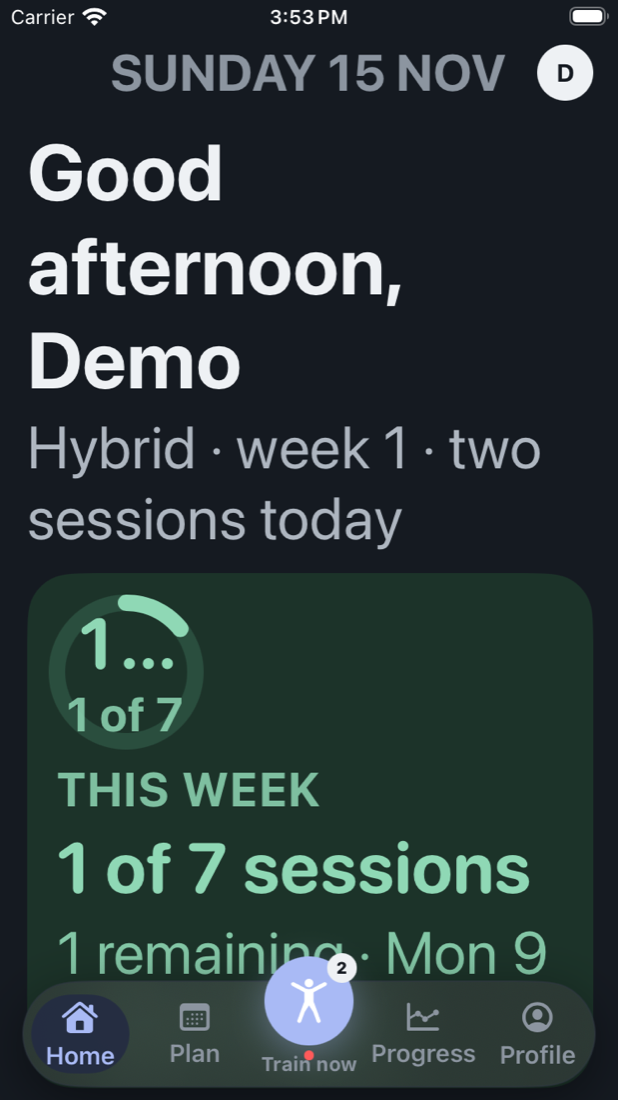 Carrier 3:53 PM
SUNDAY 15 NOV D
Good
afternoon,
Demo
Hybrid · week 1 · two
sessions today
1...
1 of 7
THIS WEEK
1 of 7 sessions
1 remaining · Mon 9
2
Home Plan Train now Progress Profile